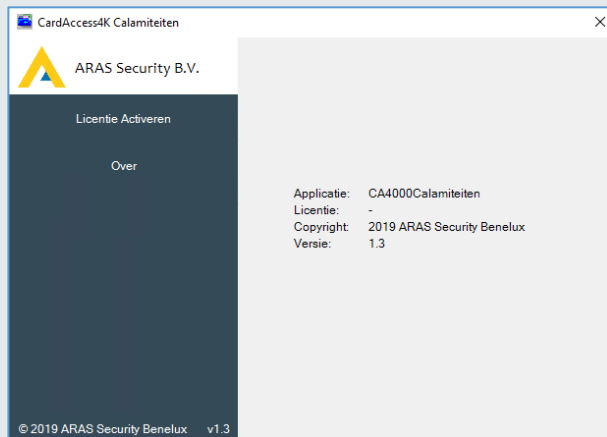 CardAccess4K Calamiteiten
ARAS Security B.V.
Licentie Activeren
Over
Applicatie: CA4000Calamiteiten
Licentie: -
Copyright: 2019 ARAS Security Benelux
Versie: 1.3
© 2019 ARAS Security Benelux v1.3